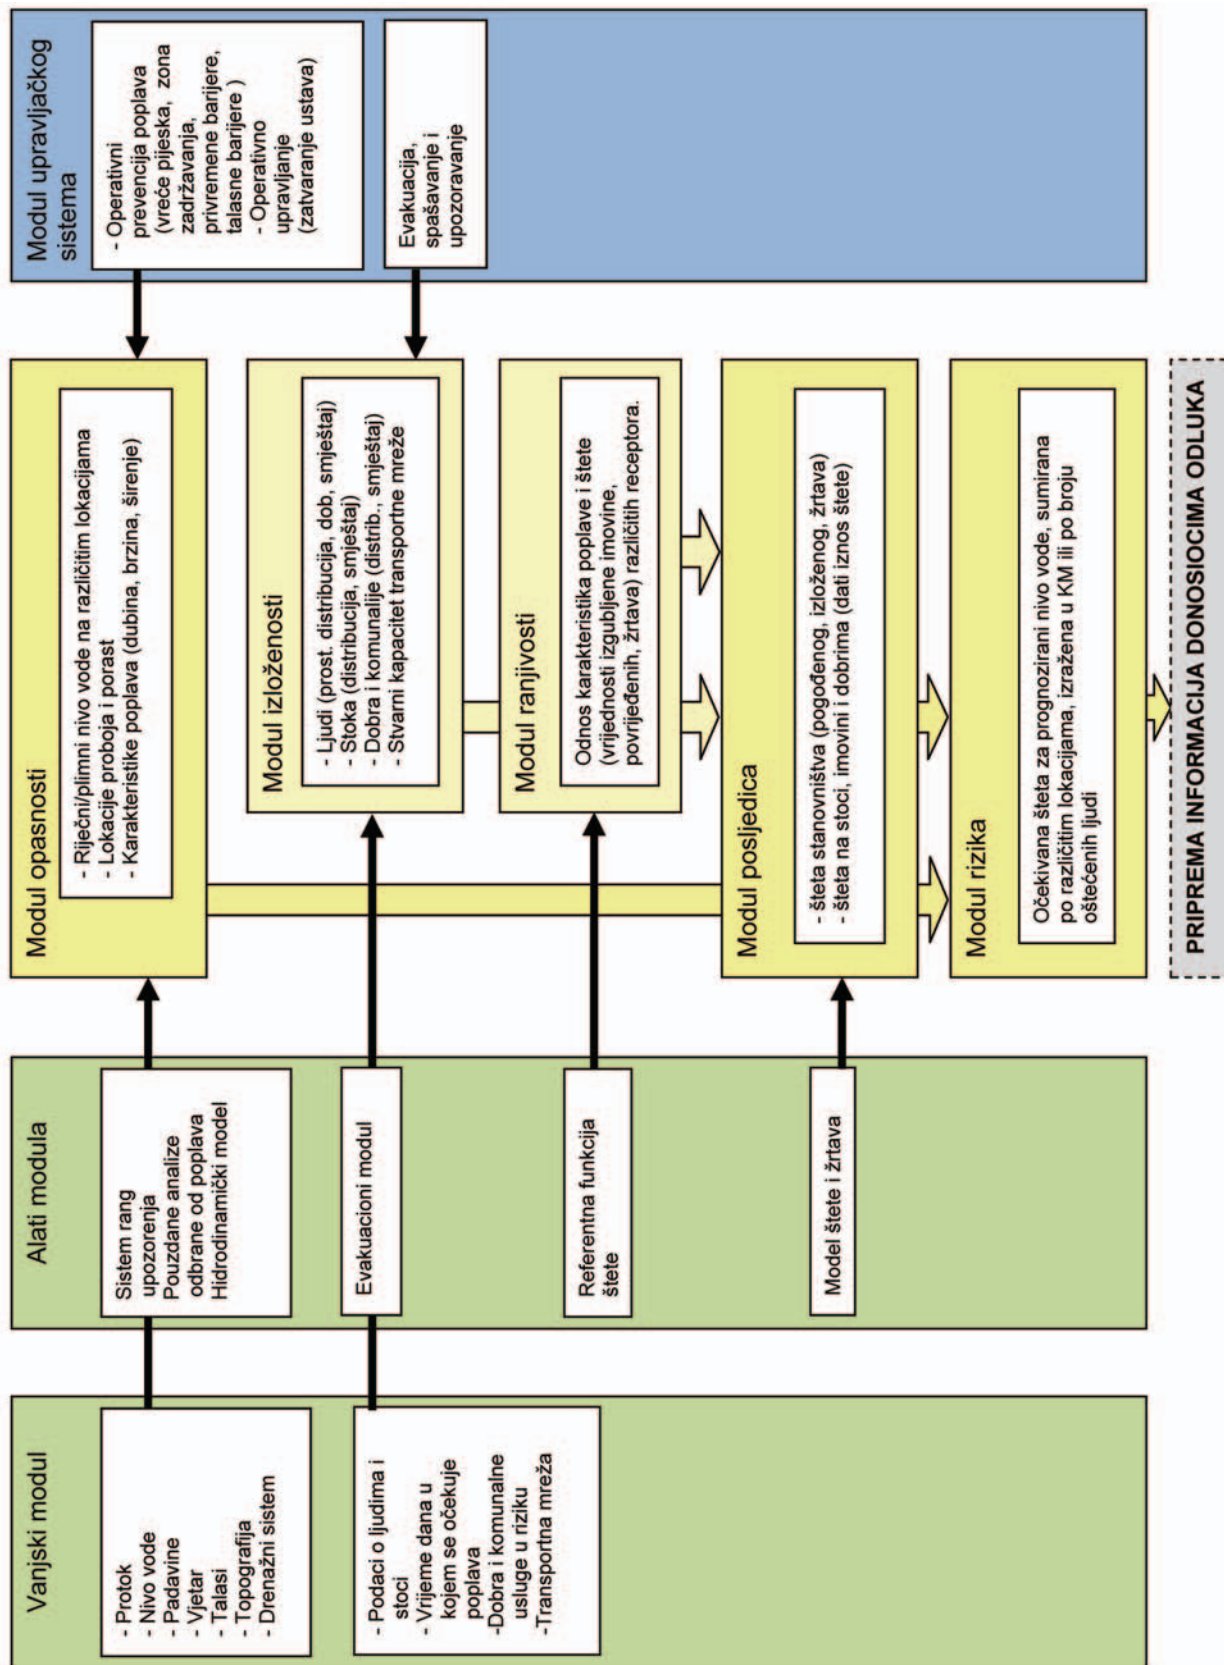 Vanjski modul
- Protok
- Nivo vode
- Padavine
- Vjetar
- Talasi
- Topografija
- Drenažni sistem
- Podaci o ljudima i
stoci
- Vrijeme dana u
kojem se očekuje
poplava
-Dobra i komunalne
usluge u riziku
-Transportna mreža
Alati modula
Sistem rang
upozorenja
Pouzdane analize
odbrane od poplava
Hidrodinamički model
Evakuacioni modul
Referentna funkcija
štete
Model štete i žrtava
Modul opasnosti
- Riječni/plimni nivo vode na različitim lokacijama
- Lokacije proboja i porast
- Karakteristike poplava (dubina, brzina, širenje)
Modul izloženosti
- Ljudi (prost. distribucija, dob, smještaj)
- Stoka (distribucija, smještaj)
- Dobra i komunalije (distrib., smještaj)
- Stvarni kapacitet transportne mreže
Modul ranjivosti
Odnos karakteristika poplave i štete
(vrijednosti izgubljene imovine,
povrijeđenih, žrtava) različitih receptora.
Modul posljedica
- šteta stanovništva (pogođenog, izloženog, žrtava)
- šteta na stoci, imovini i dobrima (dati iznos štete)
Modul rizika
Očekivana šteta za prognozirani nivo vode, sumirana
po različitim lokacijama, izražena u KM ili po broju
oštećenih ljudi
PRIPREMA INFORMACIJA DONOSIOCIMA ODLUKA
Modul upravljačkog
sistema
- Operativni
prevencija poplava
(vreće pijeska, zona
zadržavanja,
privremene barijere,
talasne barijere )
- Operativno
upravljanje
(zatvaranje ustava)
Evakuacija,
spašavanje i
upozoravanje